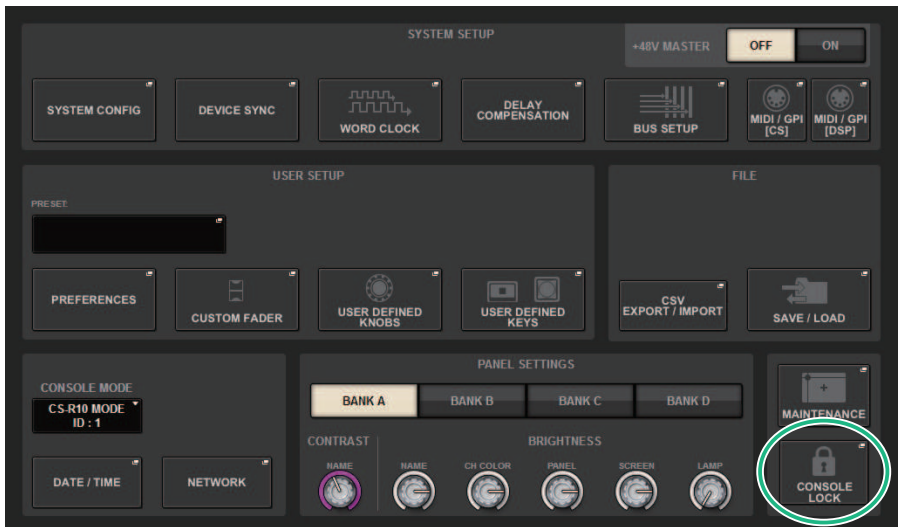 SYSTEM SETUP
+48V MASTER
OFF
ON
SYSTEM CONFIG
DEVICE SYNC
WORD CLOCK
DELAY
COMPENSATION
BUS SETUP
MIDI / GPI
[CS]
MIDI / GPI
[DSP]
USER SETUP
PRESET:
PREFERENCES
CUSTOM FADER
USER DEFINED
KNOBS
USER DEFINED
KEYS
FILE
CSV
EXPORT / IMPORT
SAVE / LOAD
CONSOLE MODE
CS-R10 MODE
ID : 1
DATE / TIME
NETWORK
PANEL SETTINGS
BANK A
BANK B
BANK C
BANK D
CONTRAST
BRIGHTNESS
NAME
NAME
CH COLOR
PANEL
SCREEN
LAMP
MAINTENANCE
CONSOLE
LOCK